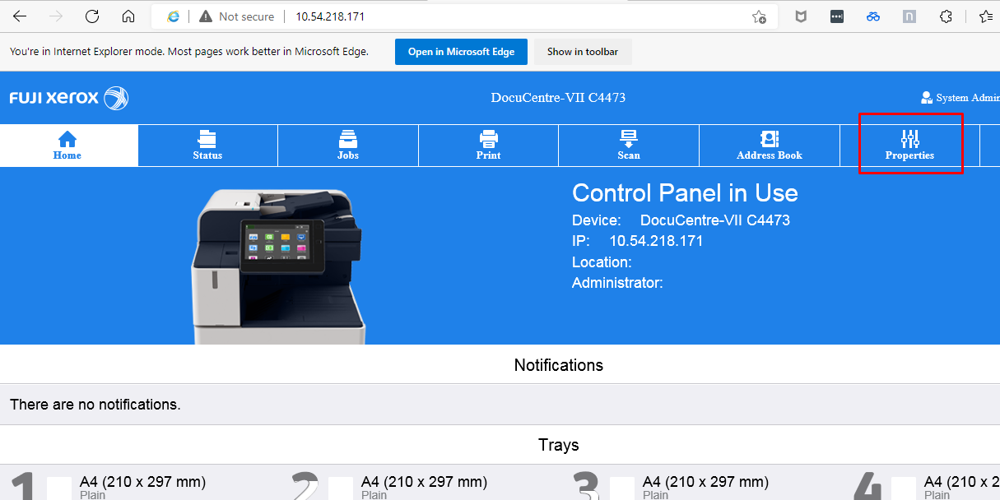 Not secure 10.54.218.171
You're in Internet Explorer mode. Most pages work better in Microsoft Edge. Open in Microsoft Edge Show in toolbar
FUJI xerox DocuCentre-VII C4473 System Admin
Home Status Jobs Print Scan Address Book Properties
Control Panel in Use
Device: DocuCentre-VII C4473
IP: 10.54.218.171
Location:
Administrator:
Notifications
There are no notifications.
Trays
1 A4 (210 x 297 mm) 2 A4 (210 x 297 mm) 3 A4 (210 x 297 mm) 4 A4 (210 x 2
Plain Plain Plain Plain